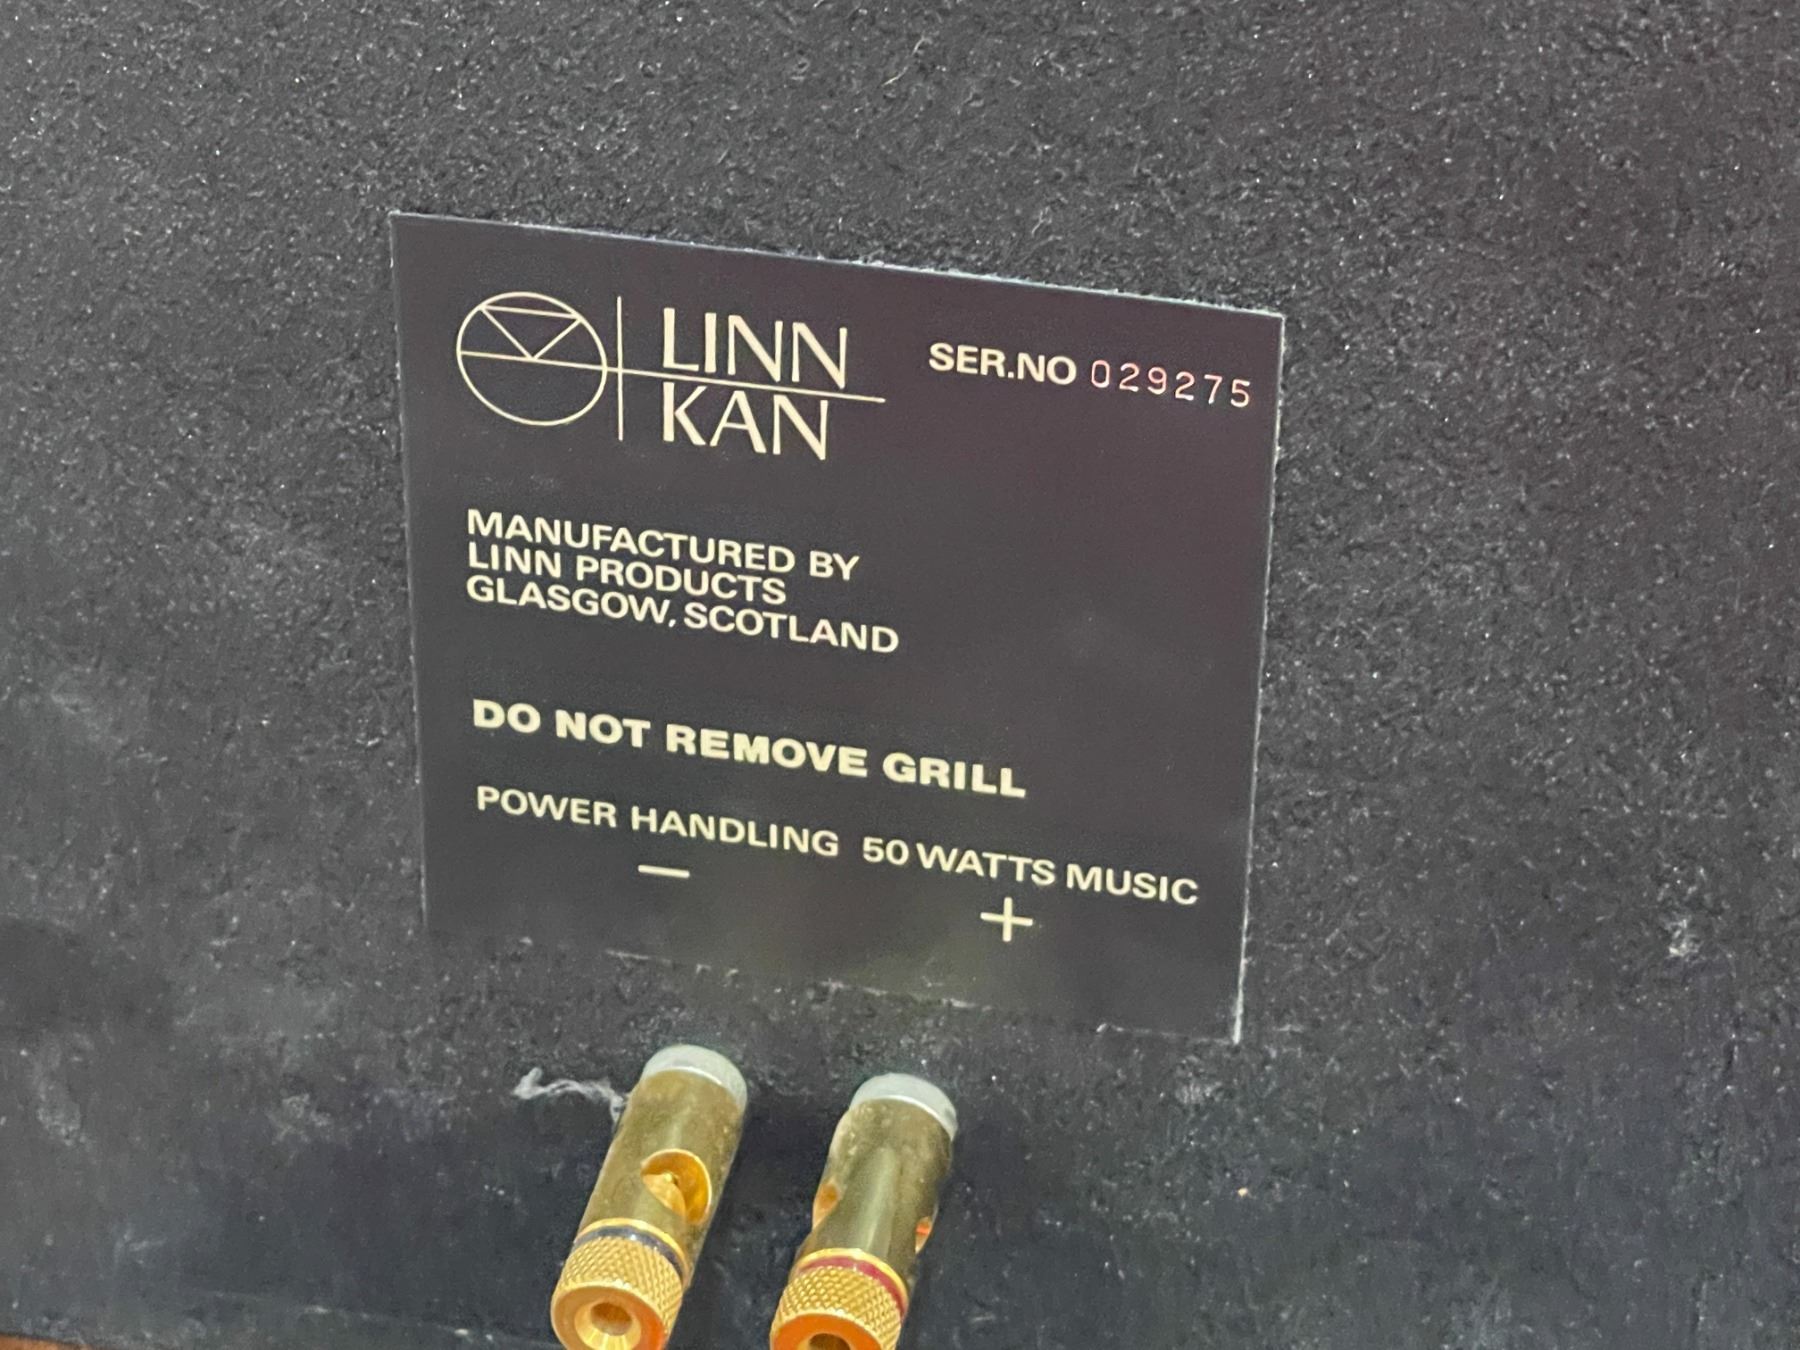 LINN
KAN
SER.NO 029275
MANUFACTURED BY
LINN PRODUCTS
GLASGOW, SCOTLAND
DO NOT REMOVE GRILL
POWER HANDLING 50 WATTS MUSIC
− +